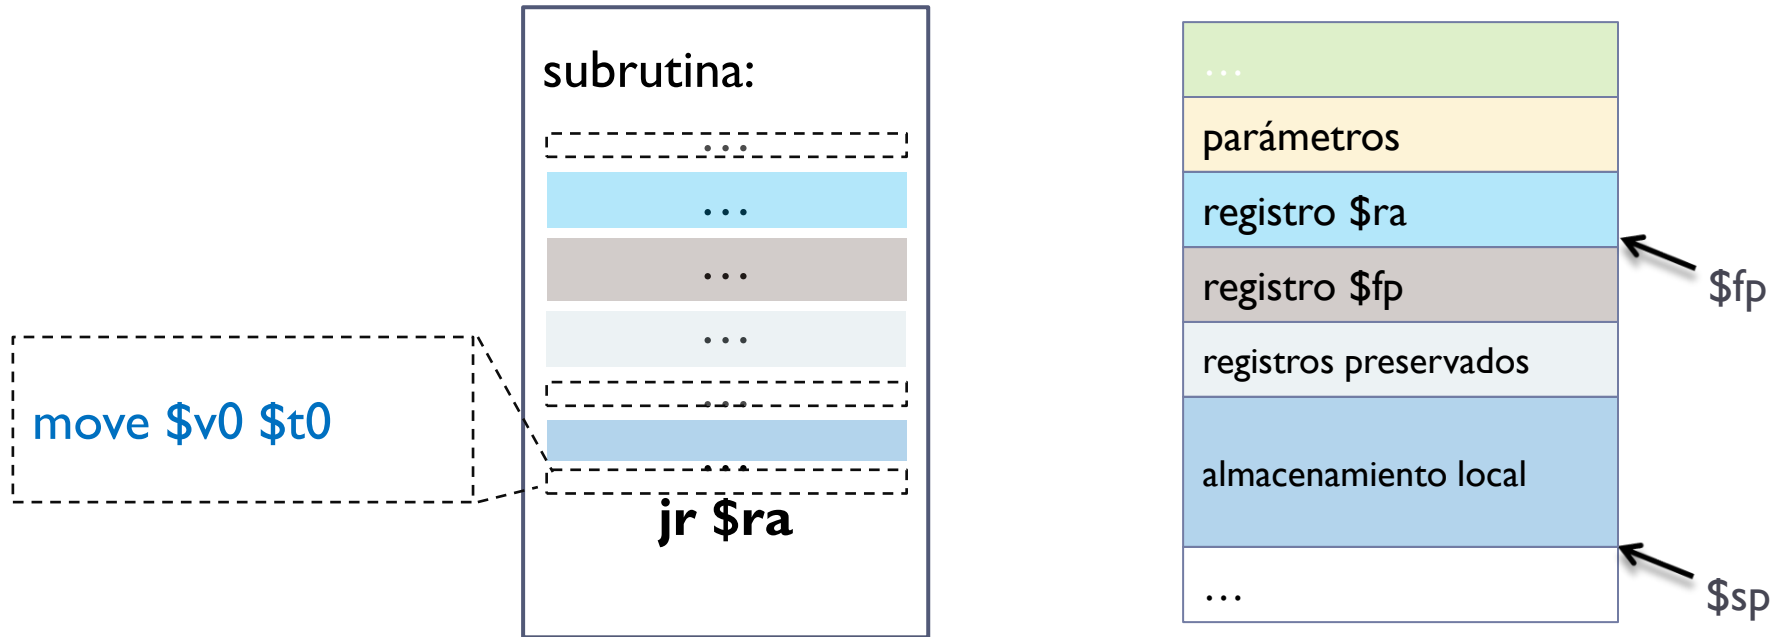 subrutina:
...
...
...
...
...
...
jr $ra
move $v0 $t0
...
parámetros
registro $ra
registro $fp
registros preservados
almacenamiento local
...
$fp
$sp